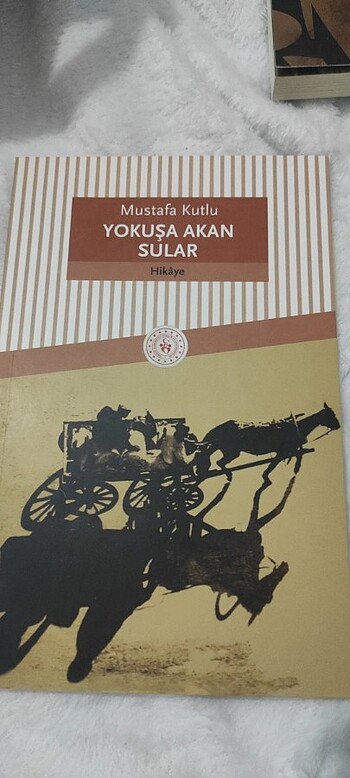 Mustafa Kutlu
YOKUŞA AKAN
SULAR
Hikâye